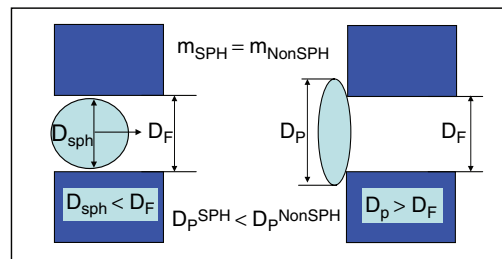 m_SPH = m_NonSPH
D_sph
D_F
D_P
D_F
D_sph < D_F
D_P^SPH < D_P^NonSPH
D_p > D_F